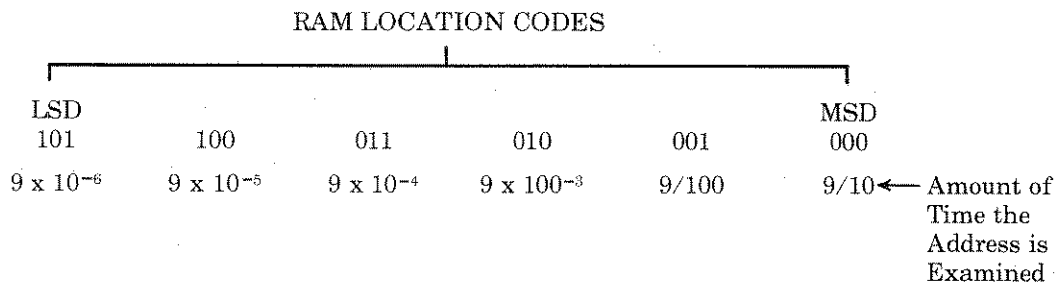 RAM LOCATION CODES
LSD MSD
101 100 011 010 001 000
9 x 10⁻⁶ 9 x 10⁻⁵ 9 x 10⁻⁴ 9 x 100⁻³ 9/100 9/10 ← Amount of
Time the
Address is
Examined